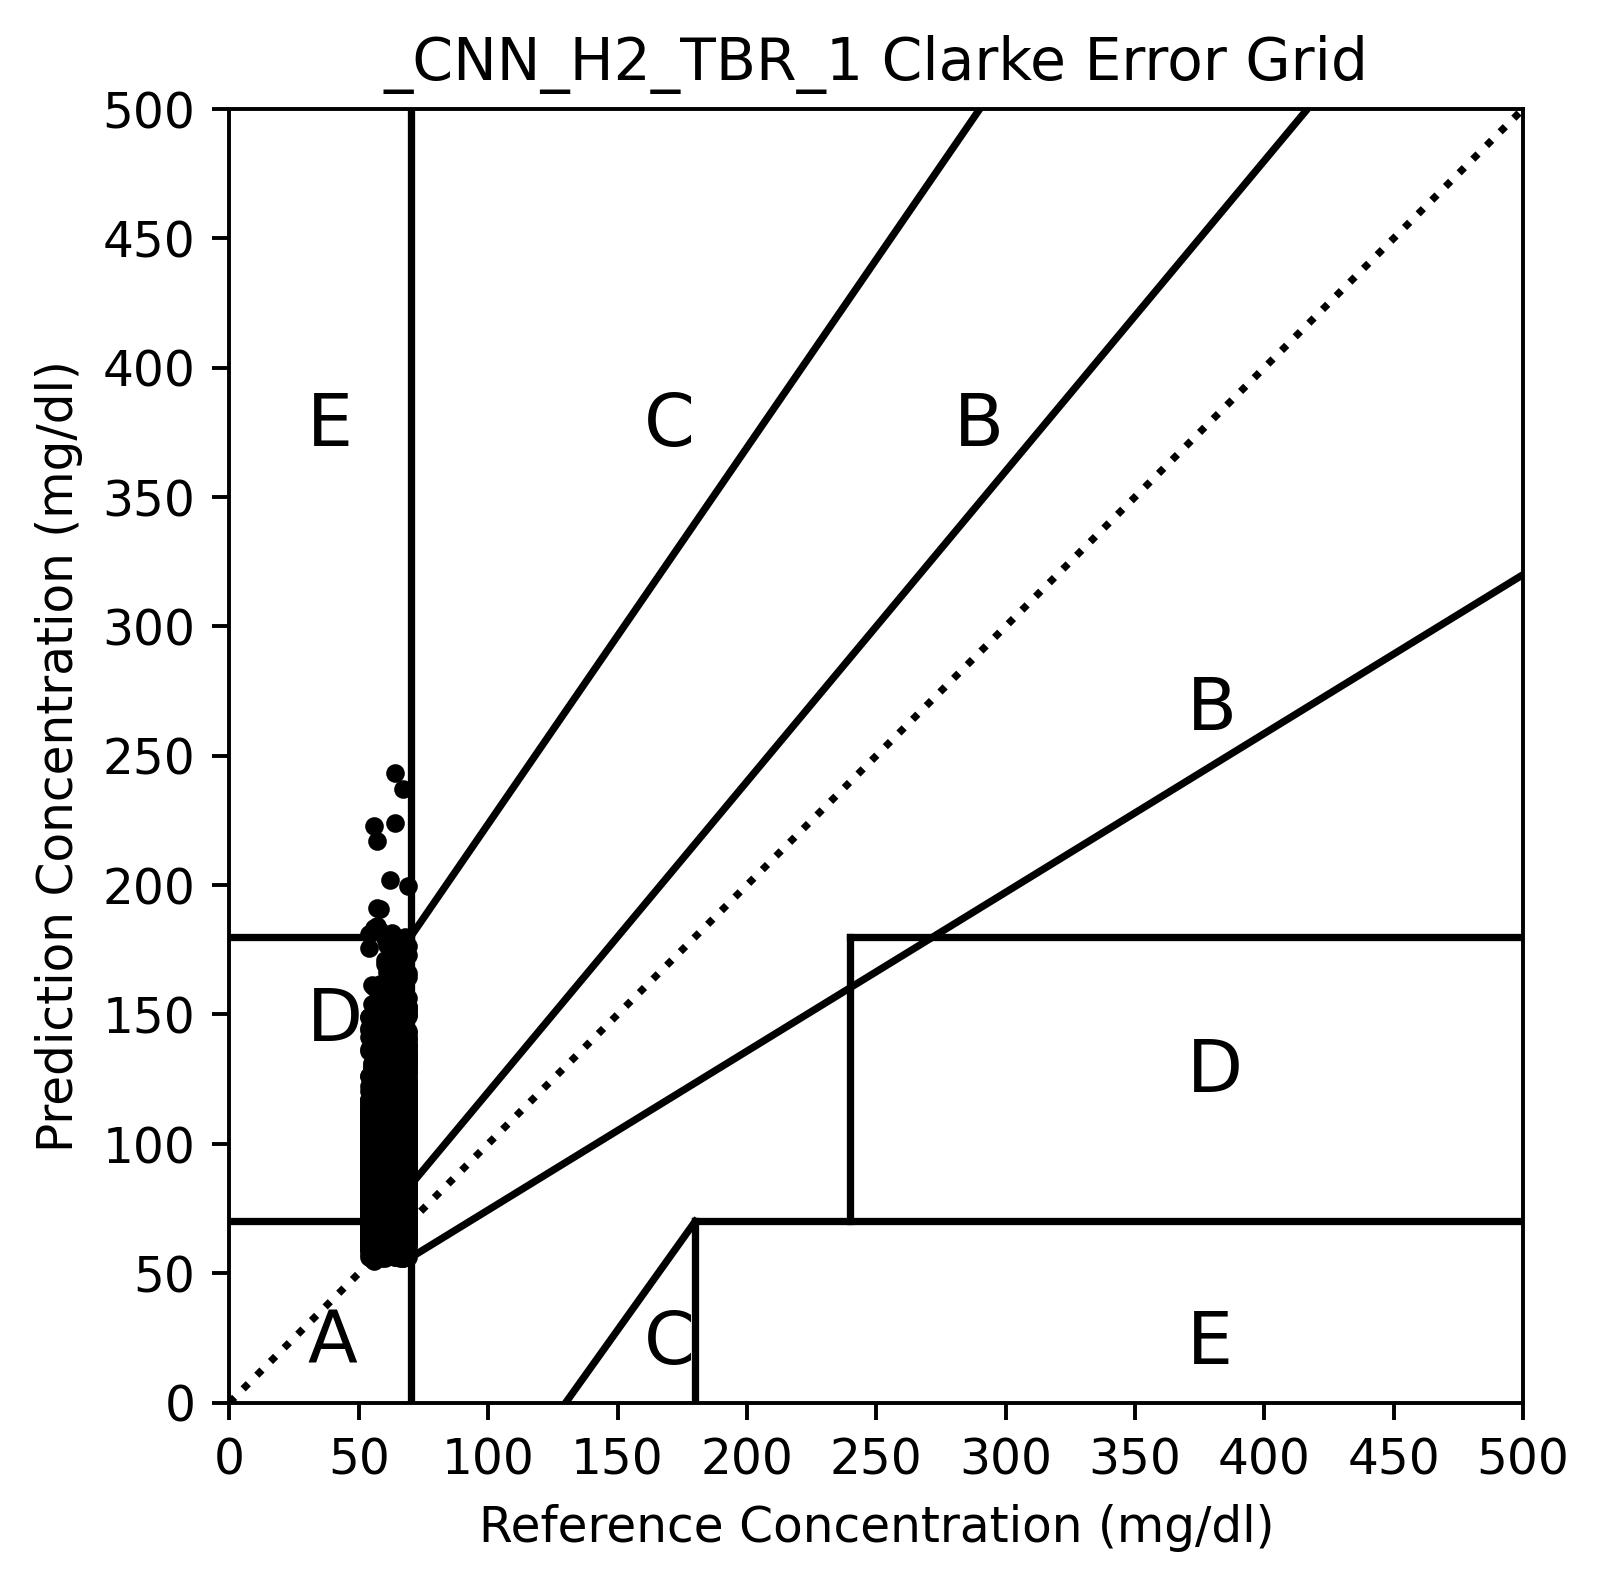 _CNN_H2_TBR_1 Clarke Error Grid
500
450
400
350
300
250
200
150
100
50
0
Prediction Concentration (mg/dl)
E
C
B
B
D
D
A
C
E
0 50 100 150 200 250 300 350 400 450 500
Reference Concentration (mg/dl)